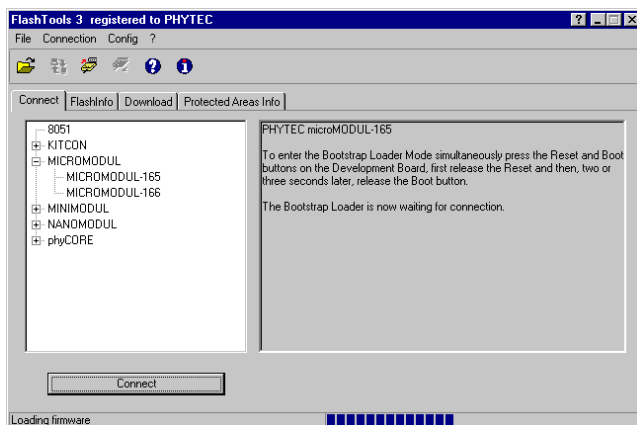 FlashTools 3 registered to PHYTEC
File Connection Config ?
Connect FlashInfo Download Protected Areas Info
8051
KITCON
MICROMODUL
MICROMODUL-165
MICROMODUL-166
MINIMODUL
NANOMODUL
phyCORE
PHYTEC microMODUL-165
To enter the Bootstrap Loader Mode simultaneously press the Reset and Boot
buttons on the Development Board, first release the Reset and then, two or
three seconds later, release the Boot button.
The Bootstrap Loader is now waiting for connection.
Connect
Loading firmware